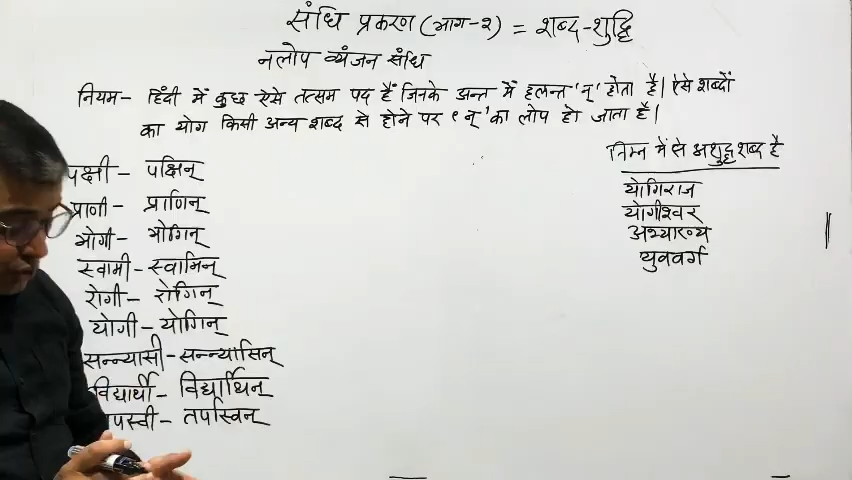 संधि प्रकरण (भाग-२) = शब्द-शुद्धि
नलोप व्यंजन संधि
नियम- हिंदी में कुछ ऐसे तत्सम पद हैं जिनके अन्त में हलन्त 'न्' होता है। ऐसे शब्दों
का योग किसी अन्य शब्द से होने पर 'न्' का लोप हो जाता है।
पक्षी - पक्षिन्
प्राणी - प्राणिन्
भोगी - भोगिन्
स्वामी - स्वामिन्
रोगी - रोगिन्
योगी - योगिन्
सन्न्यासी - सन्न्यासिन्
विद्यार्थी - विद्यार्थिन्
पस्वी - तपस्विन्
निम्न में से अशुद्ध शब्द है
योगिराज
योगीश्वर
अभ्यारण्य
युववर्ग